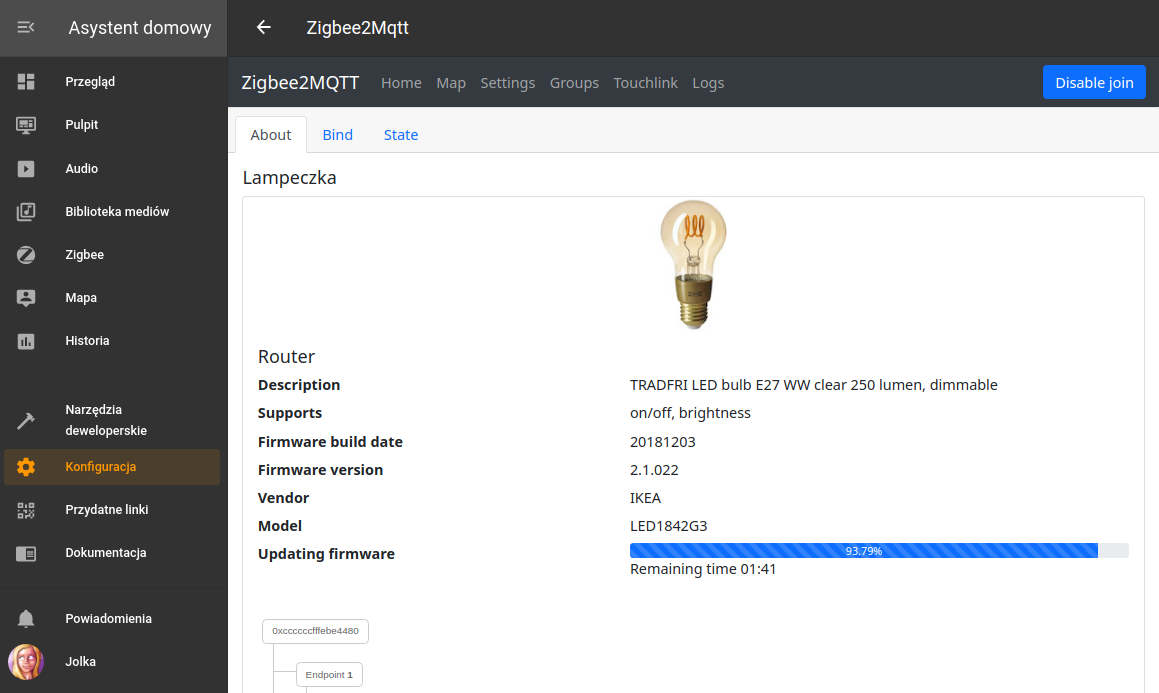 Asystent domowy
Zigbee2Mqtt
Przegląd
Pulpit
Audio
Biblioteka mediów
Zigbee
Mapa
Historia
Narzędzia
deweloperskie
Konfiguracja
Przydatne linki
Dokumentacja
Powiadomienia
Jolka
Zigbee2MQTT Home Map Settings Groups Touchlink Logs Disable join
About Bind State
Lampeczka
Router
Description TRADFRI LED bulb E27 WW clear 250 lumen, dimmable
Supports on/off, brightness
Firmware build date 20181203
Firmware version 2.1.022
Vendor IKEA
Model LED1842G3
Updating firmware 93.79%
Remaining time 01:41
0xccccccfffebe4480
Endpoint 1